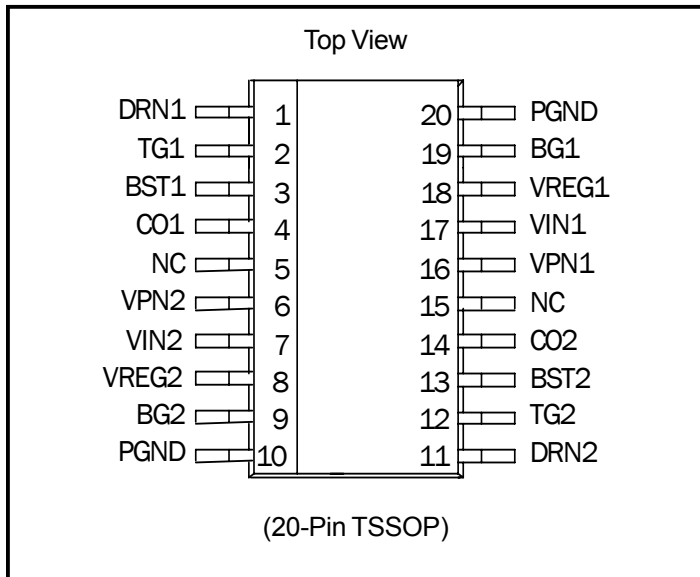 Top View
DRN1 1 20 PGND
TG1 2 19 BG1
BST1 3 18 VREG1
CO1 4 17 VIN1
NC 5 16 VPN1
VPN2 6 15 NC
VIN2 7 14 CO2
VREG2 8 13 BST2
BG2 9 12 TG2
PGND 10 11 DRN2
(20-Pin TSSOP)